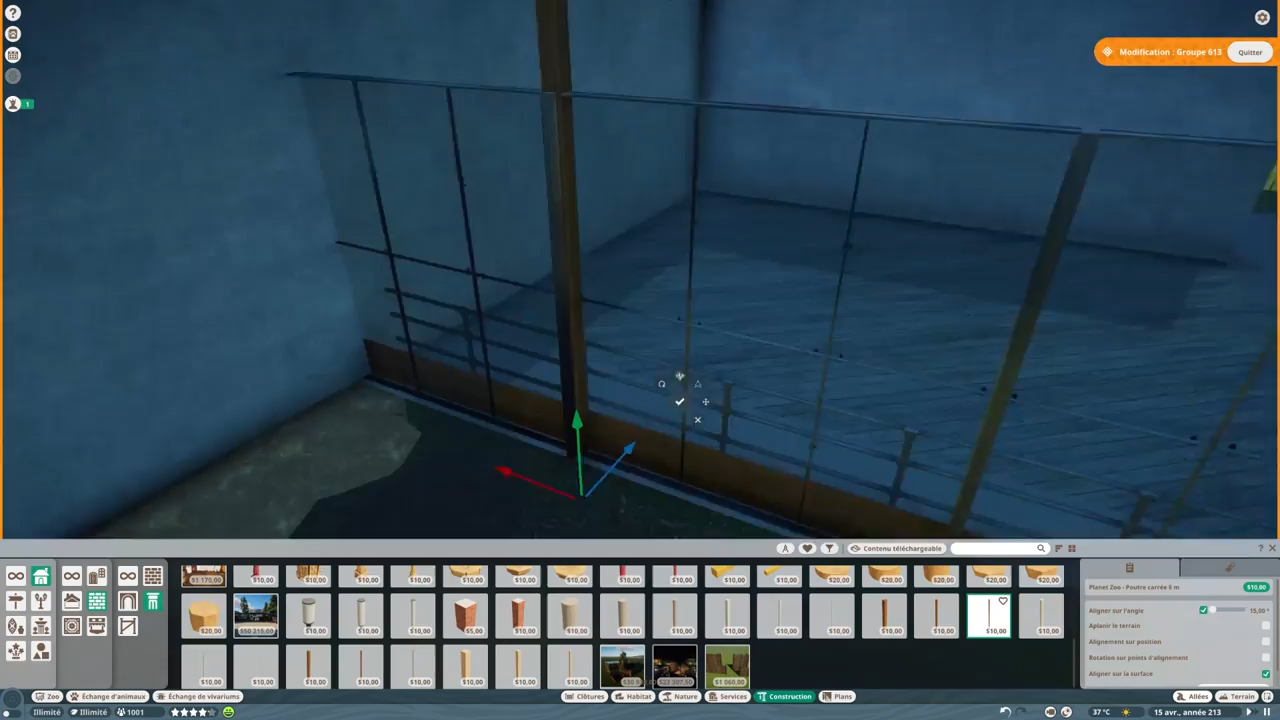 ?
Modification : Groupe 613
Quitter
1
Contenu téléchargeable
? ×
$1 170,00 $10,00 $10,00 $10,00 $10,00 $10,00 $10,00 $10,00 $10,00 $10,00 $10,00 $10,00 $20,00 $20,00 $20,00 $20,00 $20,00
$20,00 $50 215,00 $10,00 $10,00 $10,00 $5,00 $10,00 $10,00 $10,00 $10,00 $10,00 $10,00 $10,00 $10,00 $10,00 $10,00 $10,00
$10,00 $10,00 $10,00 $10,00 $10,00 $10,00 $10,00 $10,00 $1 060,00
Planet Zoo - Poutre carrée 8 m
$10,00
Aligner sur l'angle
15,00°
Aplanir le terrain
Alignement sur position
Rotation sur points d'alignement
Aligner sur la surface
Zoo
Échange d'animaux
Échange de vivariums
Clôtures
Habitat
Nature
Services
Construction
Plans
Allées
Terrain
Illimité
Illimité
1001
37 °C
15 avr., année 213